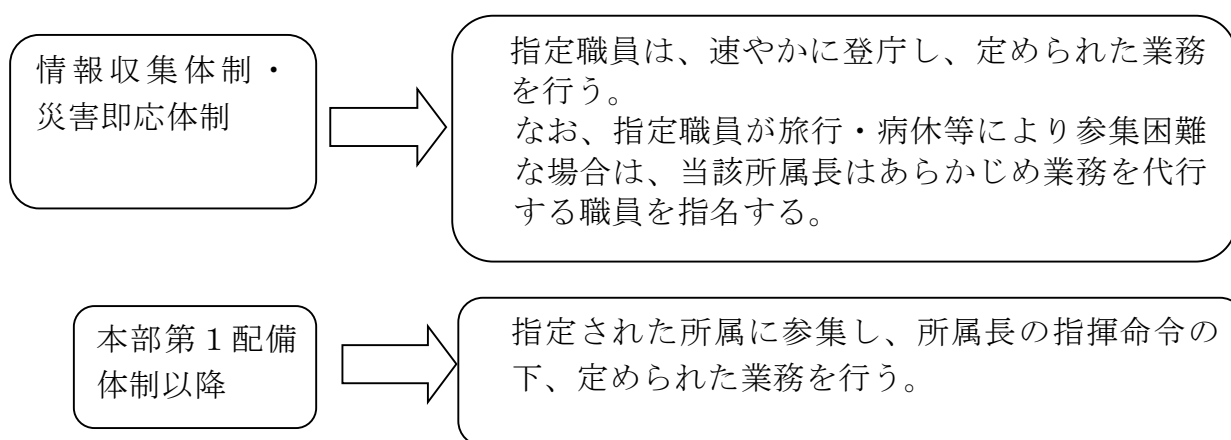 情報収集体制・
災害即応体制
指定職員は、速やかに登庁し、定められた業務
を行う。
なお、指定職員が旅行・病休等により参集困難
な場合は、当該所属長はあらかじめ業務を代行
する職員を指名する。
本部第１配備
体制以降
指定された所属に参集し、所属長の指揮命令の
下、定められた業務を行う。